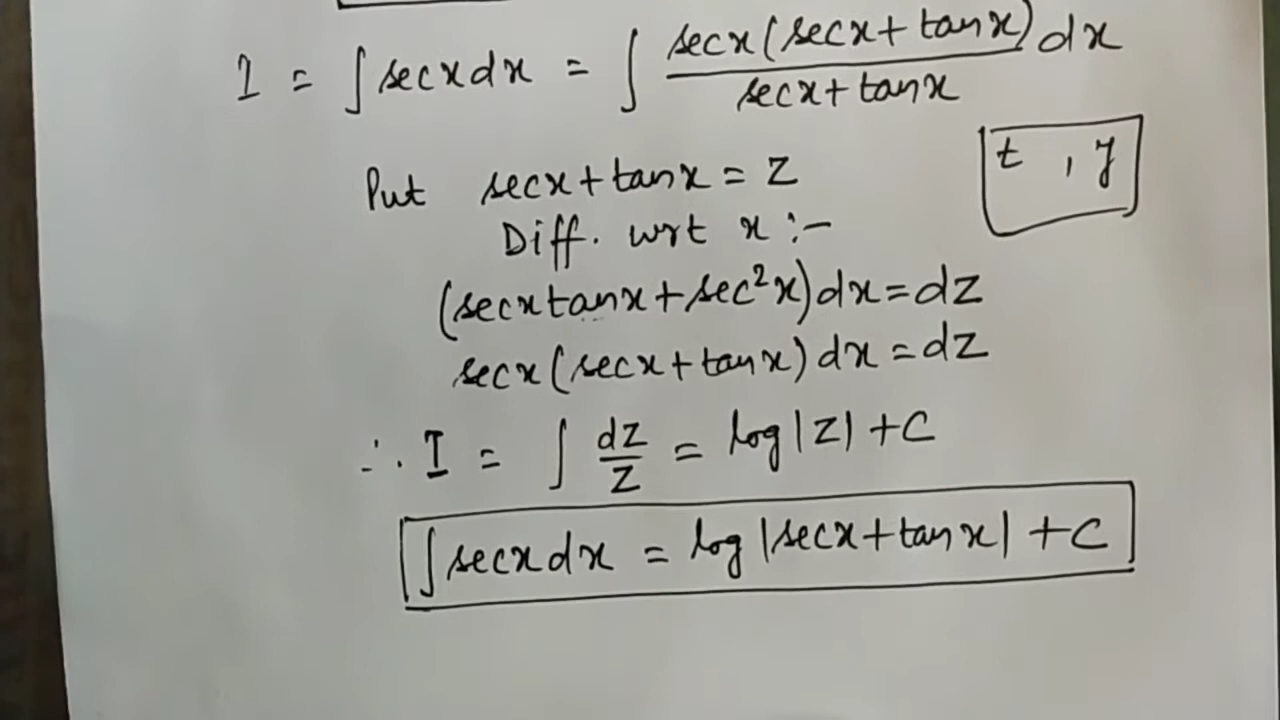 I = ∫ secx dx = ∫ secx(secx + tanx)/(secx + tanx) dx
t , y
Put secx + tanx = z
Diff. wrt x :-
(secx tanx + sec²x) dx = dz
secx (secx + tanx) dx = dz
∴ I = ∫ dz/z = log|z| + C
∫ secx dx = log |secx + tanx| + C